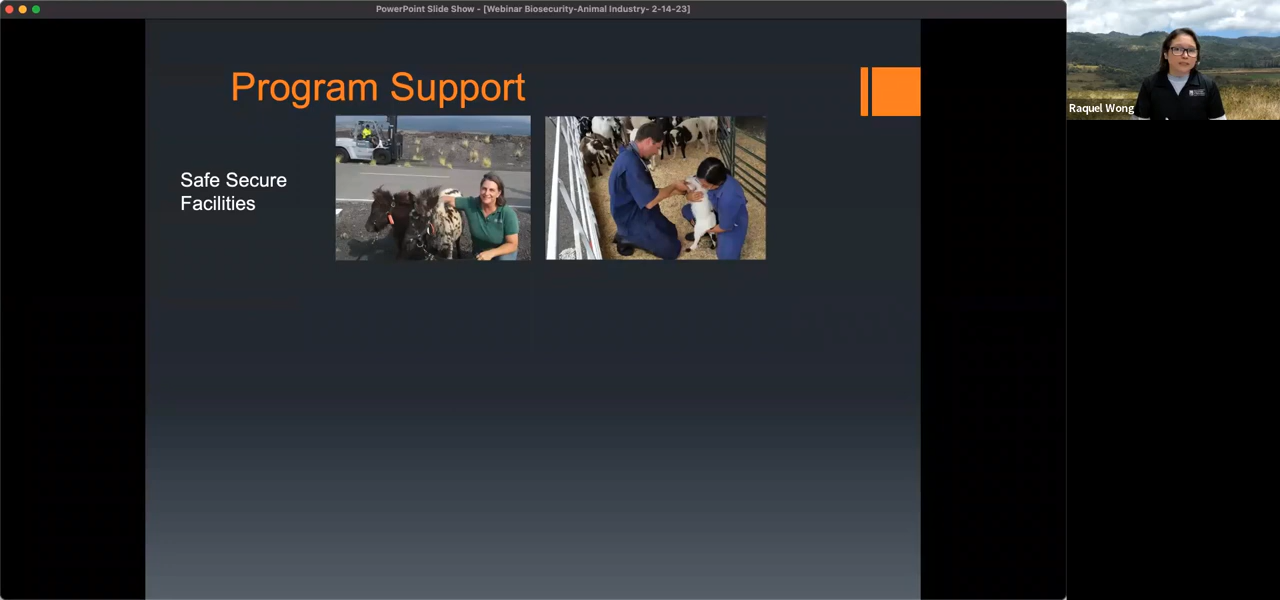 PowerPoint Slide Show - [Webinar Biosecurity-Animal Industry- 2-14-23]
Program Support
Safe Secure
Facilities
Raquel Wong